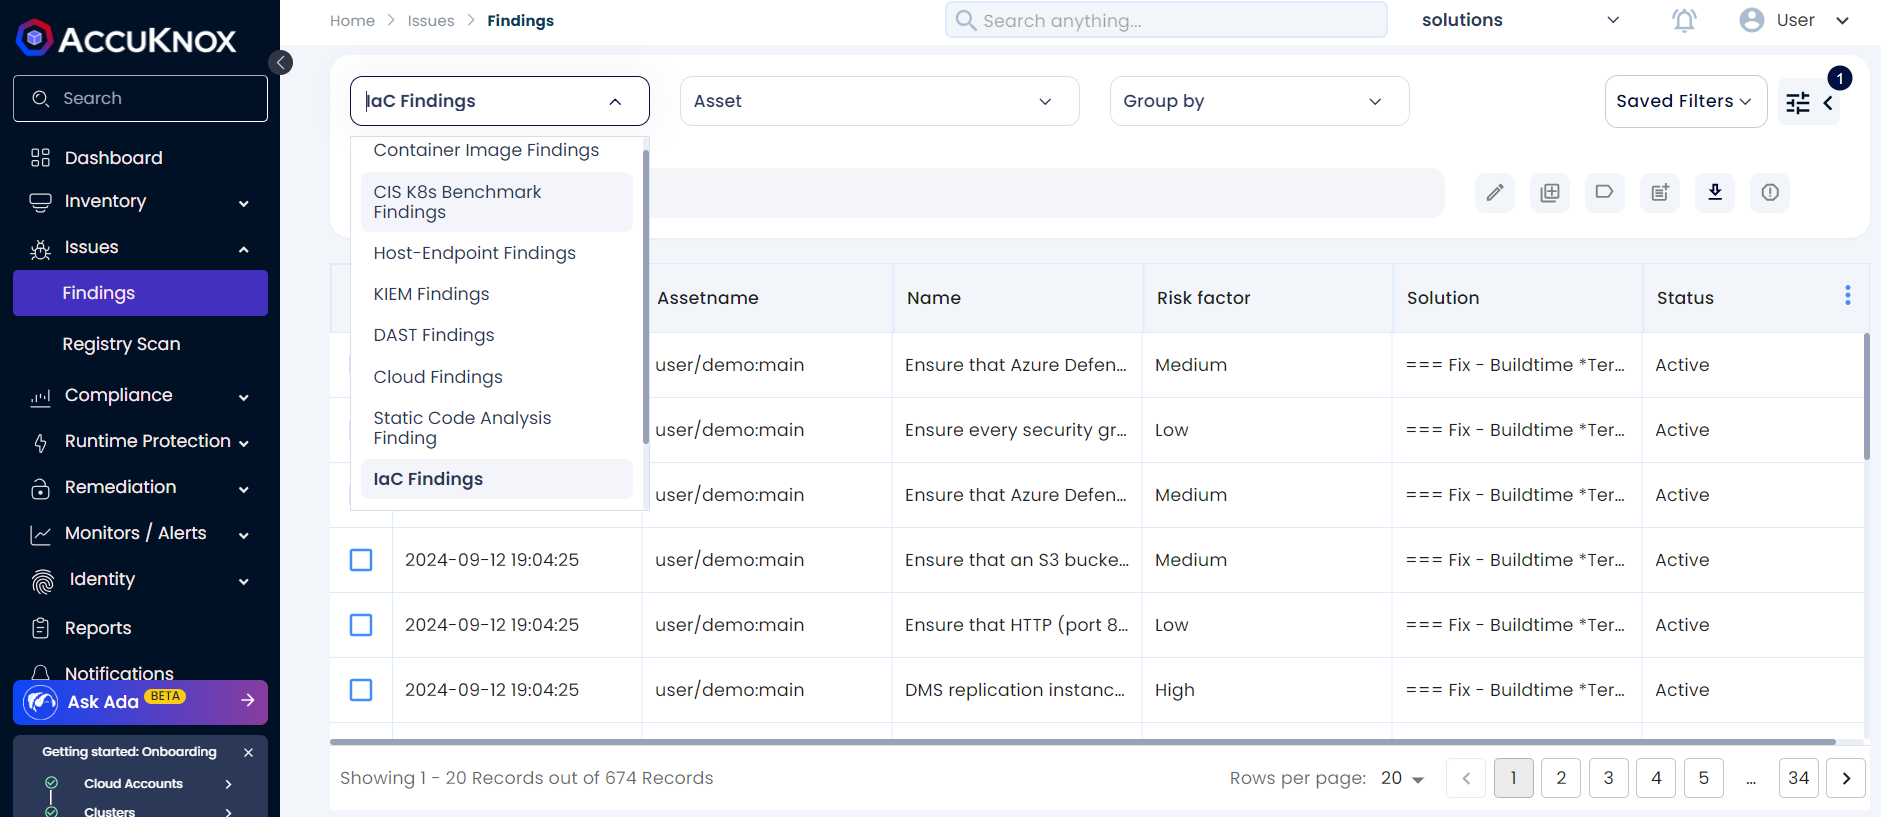 ACCUKNOX
Search
Dashboard
Inventory
Issues
Findings
Registry Scan
Compliance
Runtime Protection
Remediation
Monitors / Alerts
Identity
Reports
Notifications
Ask Ada BETA
Getting started: Onboarding
Cloud Accounts
Clusters
Home Issues Findings
Search anything...
solutions
User
IaC Findings
Asset
Group by
Saved Filters
1
Container Image Findings
CIS K8s Benchmark
Findings
Host-Endpoint Findings
KIEM Findings
DAST Findings
Cloud Findings
Static Code Analysis
Finding
IaC Findings
Assetname Name Risk factor Solution Status
user/demo:main Ensure that Azure Defen... Medium === Fix - Buildtime *Ter... Active
user/demo:main Ensure every security gr... Low === Fix - Buildtime *Ter... Active
user/demo:main Ensure that Azure Defen... Medium === Fix - Buildtime *Ter... Active
2024-09-12 19:04:25 user/demo:main Ensure that an S3 bucke... Medium === Fix - Buildtime *Ter... Active
2024-09-12 19:04:25 user/demo:main Ensure that HTTP (port 8... Low === Fix - Buildtime *Ter... Active
2024-09-12 19:04:25 user/demo:main DMS replication instanc... High === Fix - Buildtime *Ter... Active
Showing 1 - 20 Records out of 674 Records
Rows per page: 20 1 2 3 4 5 ... 34